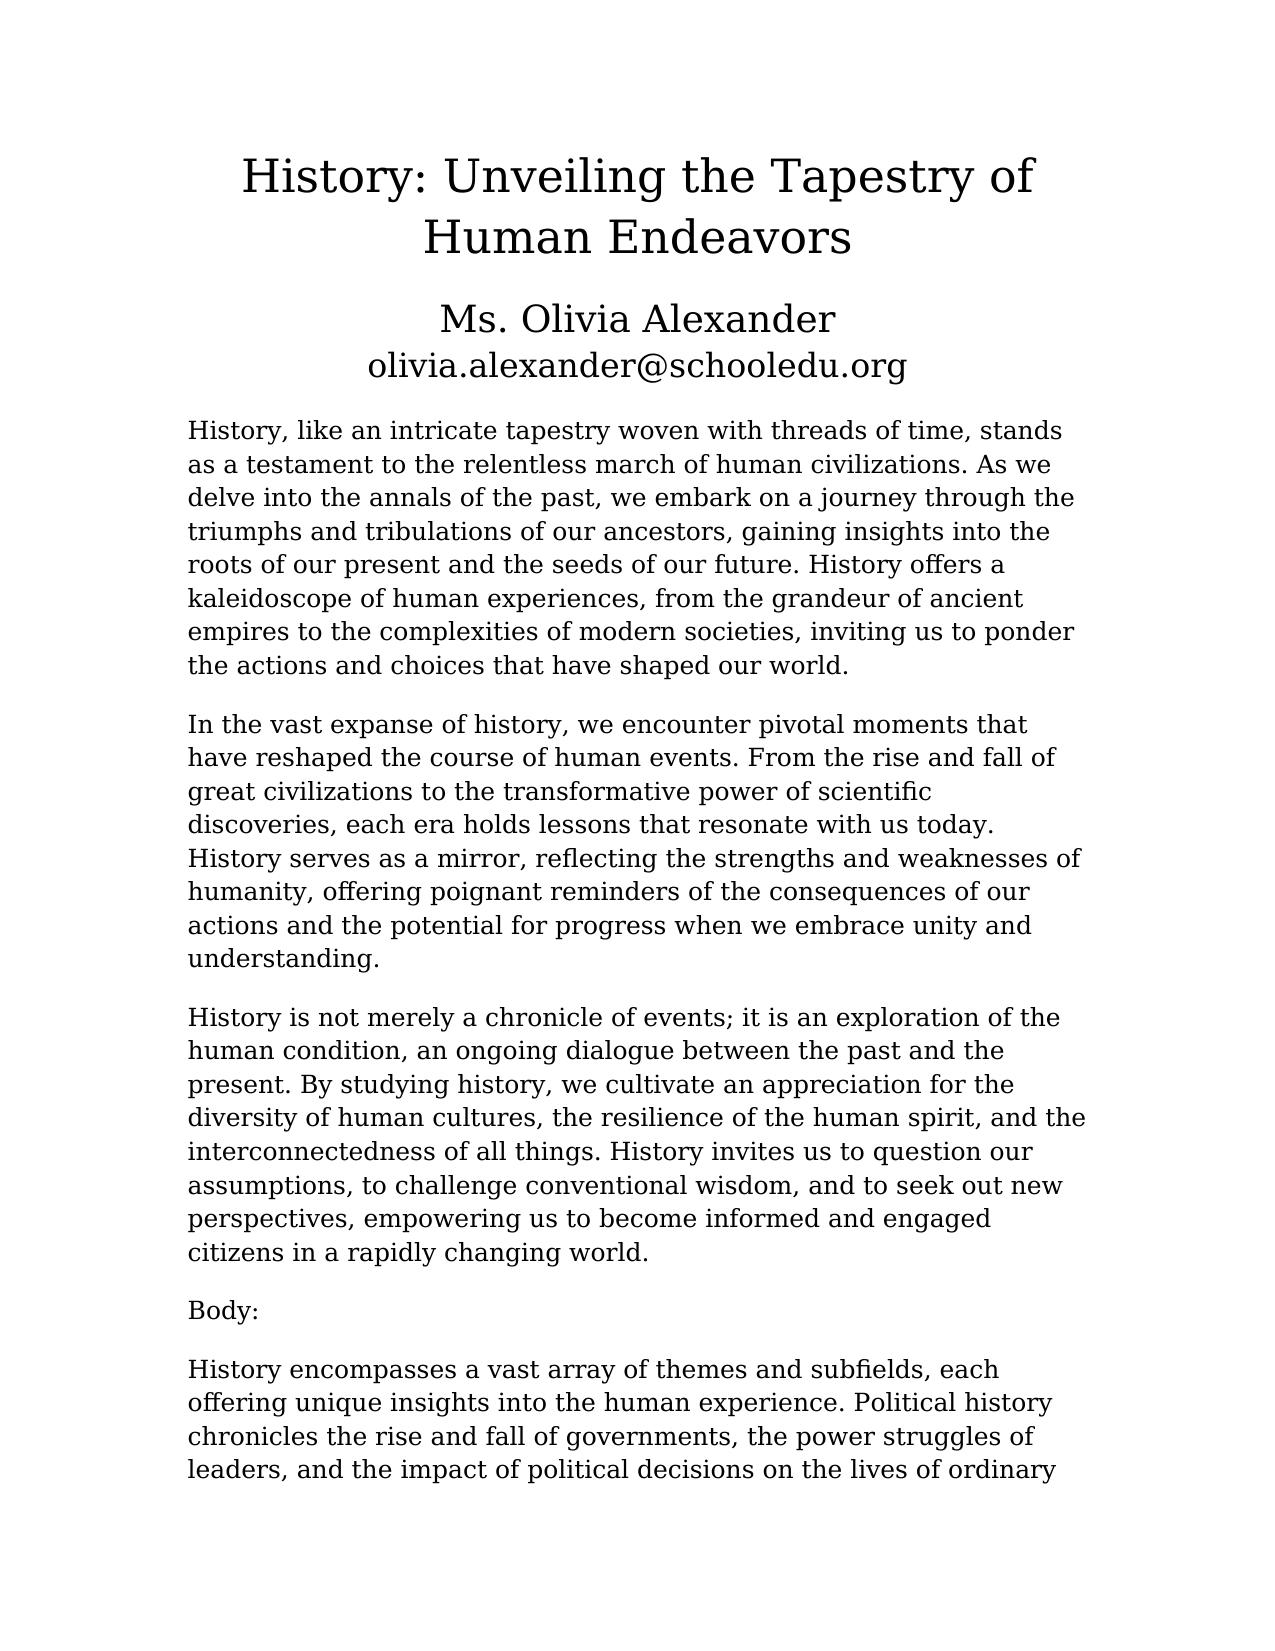 History: Unveiling the Tapestry of
Human Endeavors
Ms. Olivia Alexander
olivia.alexander@schooledu.org
History, like an intricate tapestry woven with threads of time, stands
as a testament to the relentless march of human civilizations. As we
delve into the annals of the past, we embark on a journey through the
triumphs and tribulations of our ancestors, gaining insights into the
roots of our present and the seeds of our future. History offers a
kaleidoscope of human experiences, from the grandeur of ancient
empires to the complexities of modern societies, inviting us to ponder
the actions and choices that have shaped our world.
In the vast expanse of history, we encounter pivotal moments that
have reshaped the course of human events. From the rise and fall of
great civilizations to the transformative power of scientific
discoveries, each era holds lessons that resonate with us today.
History serves as a mirror, reflecting the strengths and weaknesses of
humanity, offering poignant reminders of the consequences of our
actions and the potential for progress when we embrace unity and
understanding.
History is not merely a chronicle of events; it is an exploration of the
human condition, an ongoing dialogue between the past and the
present. By studying history, we cultivate an appreciation for the
diversity of human cultures, the resilience of the human spirit, and the
interconnectedness of all things. History invites us to question our
assumptions, to challenge conventional wisdom, and to seek out new
perspectives, empowering us to become informed and engaged
citizens in a rapidly changing world.
Body:
History encompasses a vast array of themes and subfields, each
offering unique insights into the human experience. Political history
chronicles the rise and fall of governments, the power struggles of
leaders, and the impact of political decisions on the lives of ordinary